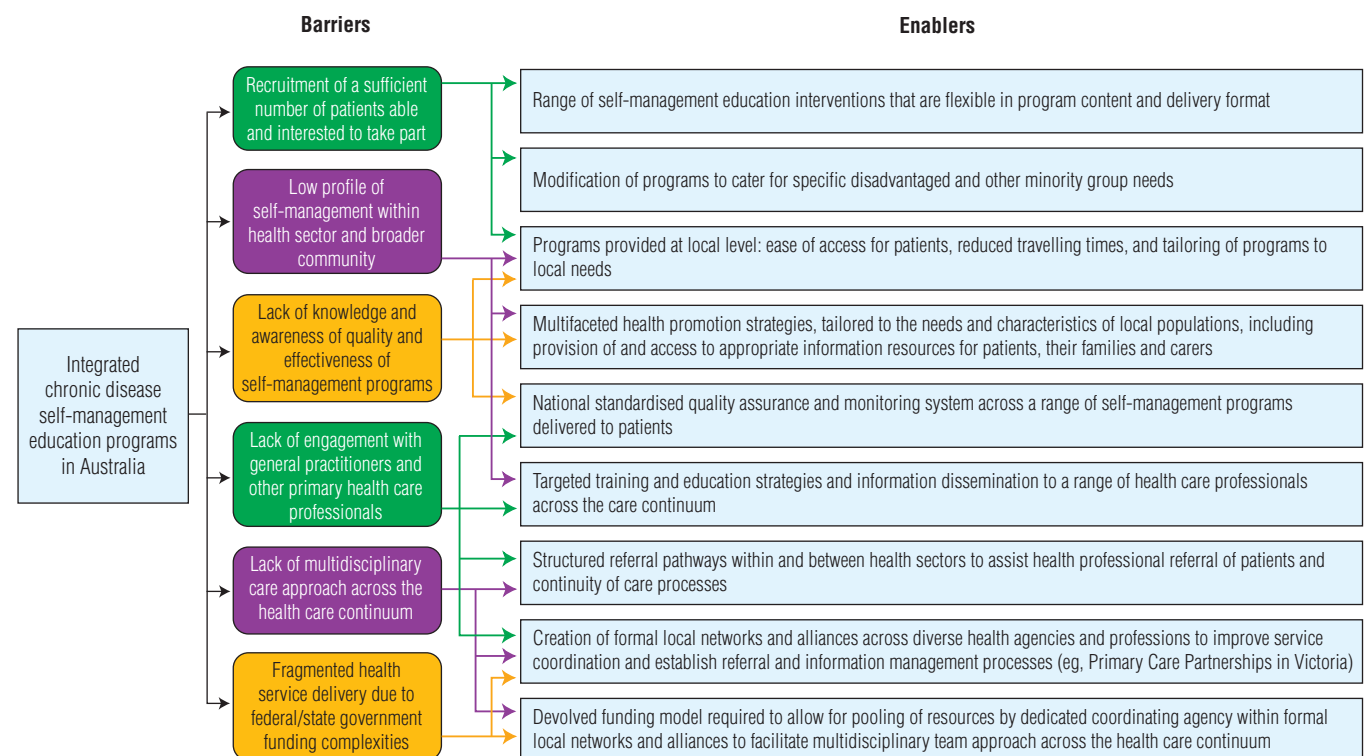 Barriers
Enablers
Integrated
chronic disease
self-management
education programs
in Australia
Recruitment of a sufficient
number of patients able
and interested to take part
Low profile of
self-management within
health sector and broader
community
Lack of knowledge and
awareness of quality and
effectiveness of
self-management programs
Lack of engagement with
general practitioners and
other primary health care
professionals
Lack of multidisciplinary
care approach across the
health care continuum
Fragmented health
service delivery due to
federal/state government
funding complexities
Range of self-management education interventions that are flexible in program content and delivery format
Modification of programs to cater for specific disadvantaged and other minority group needs
Programs provided at local level: ease of access for patients, reduced travelling times, and tailoring of programs to
local needs
Multifaceted health promotion strategies, tailored to the needs and characteristics of local populations, including
provision of and access to appropriate information resources for patients, their families and carers
National standardised quality assurance and monitoring system across a range of self-management programs
delivered to patients
Targeted training and education strategies and information dissemination to a range of health care professionals
across the care continuum
Structured referral pathways within and between health sectors to assist health professional referral of patients and
continuity of care processes
Creation of formal local networks and alliances across diverse health agencies and professions to improve service
coordination and establish referral and information management processes (eg, Primary Care Partnerships in Victoria)
Devolved funding model required to allow for pooling of resources by dedicated coordinating agency within formal
local networks and alliances to facilitate multidisciplinary team approach across the health care continuum